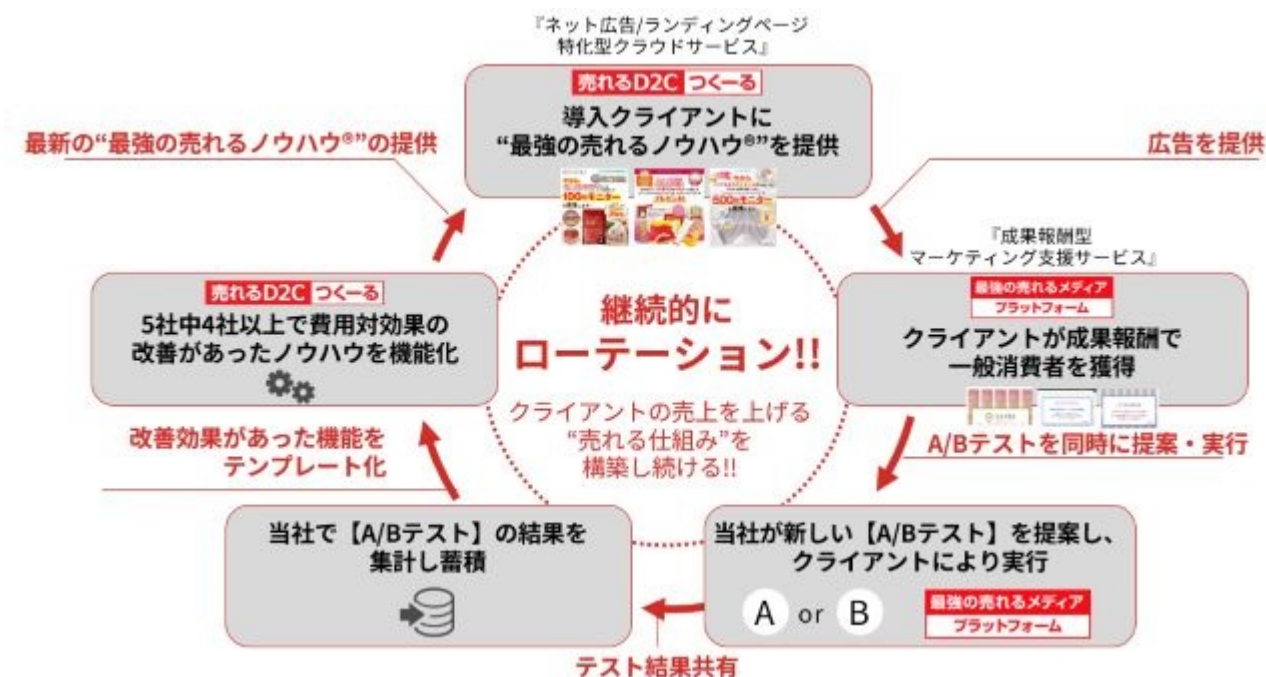 『ネット広告/ランディングページ
特化型クラウドサービス』
売れるD2Cつくーる
導入クライアントに
“最強の売れるノウハウ®”を提供
100円モニター
500円モニター
最新の“最強の売れるノウハウ®”の提供
広告を提供
『成果報酬型
マーケティング支援サービス』
最強の売れるメディア
プラットフォーム
クライアントが成果報酬で
一般消費者を獲得
A/Bテストを同時に提案・実行
当社が新しい【A/Bテスト】を提案し、
クライアントにより実行
A or B
最強の売れるメディア
プラットフォーム
テスト結果共有
当社で【A/Bテスト】の結果を
集計し蓄積
改善効果があった機能を
テンプレート化
売れるD2Cつくーる
5社中4社以上で費用対効果の
改善があったノウハウを機能化
継続的に
ローテーション!!
クライアントの売上を上げる
“売れる仕組み”を
構築し続ける!!